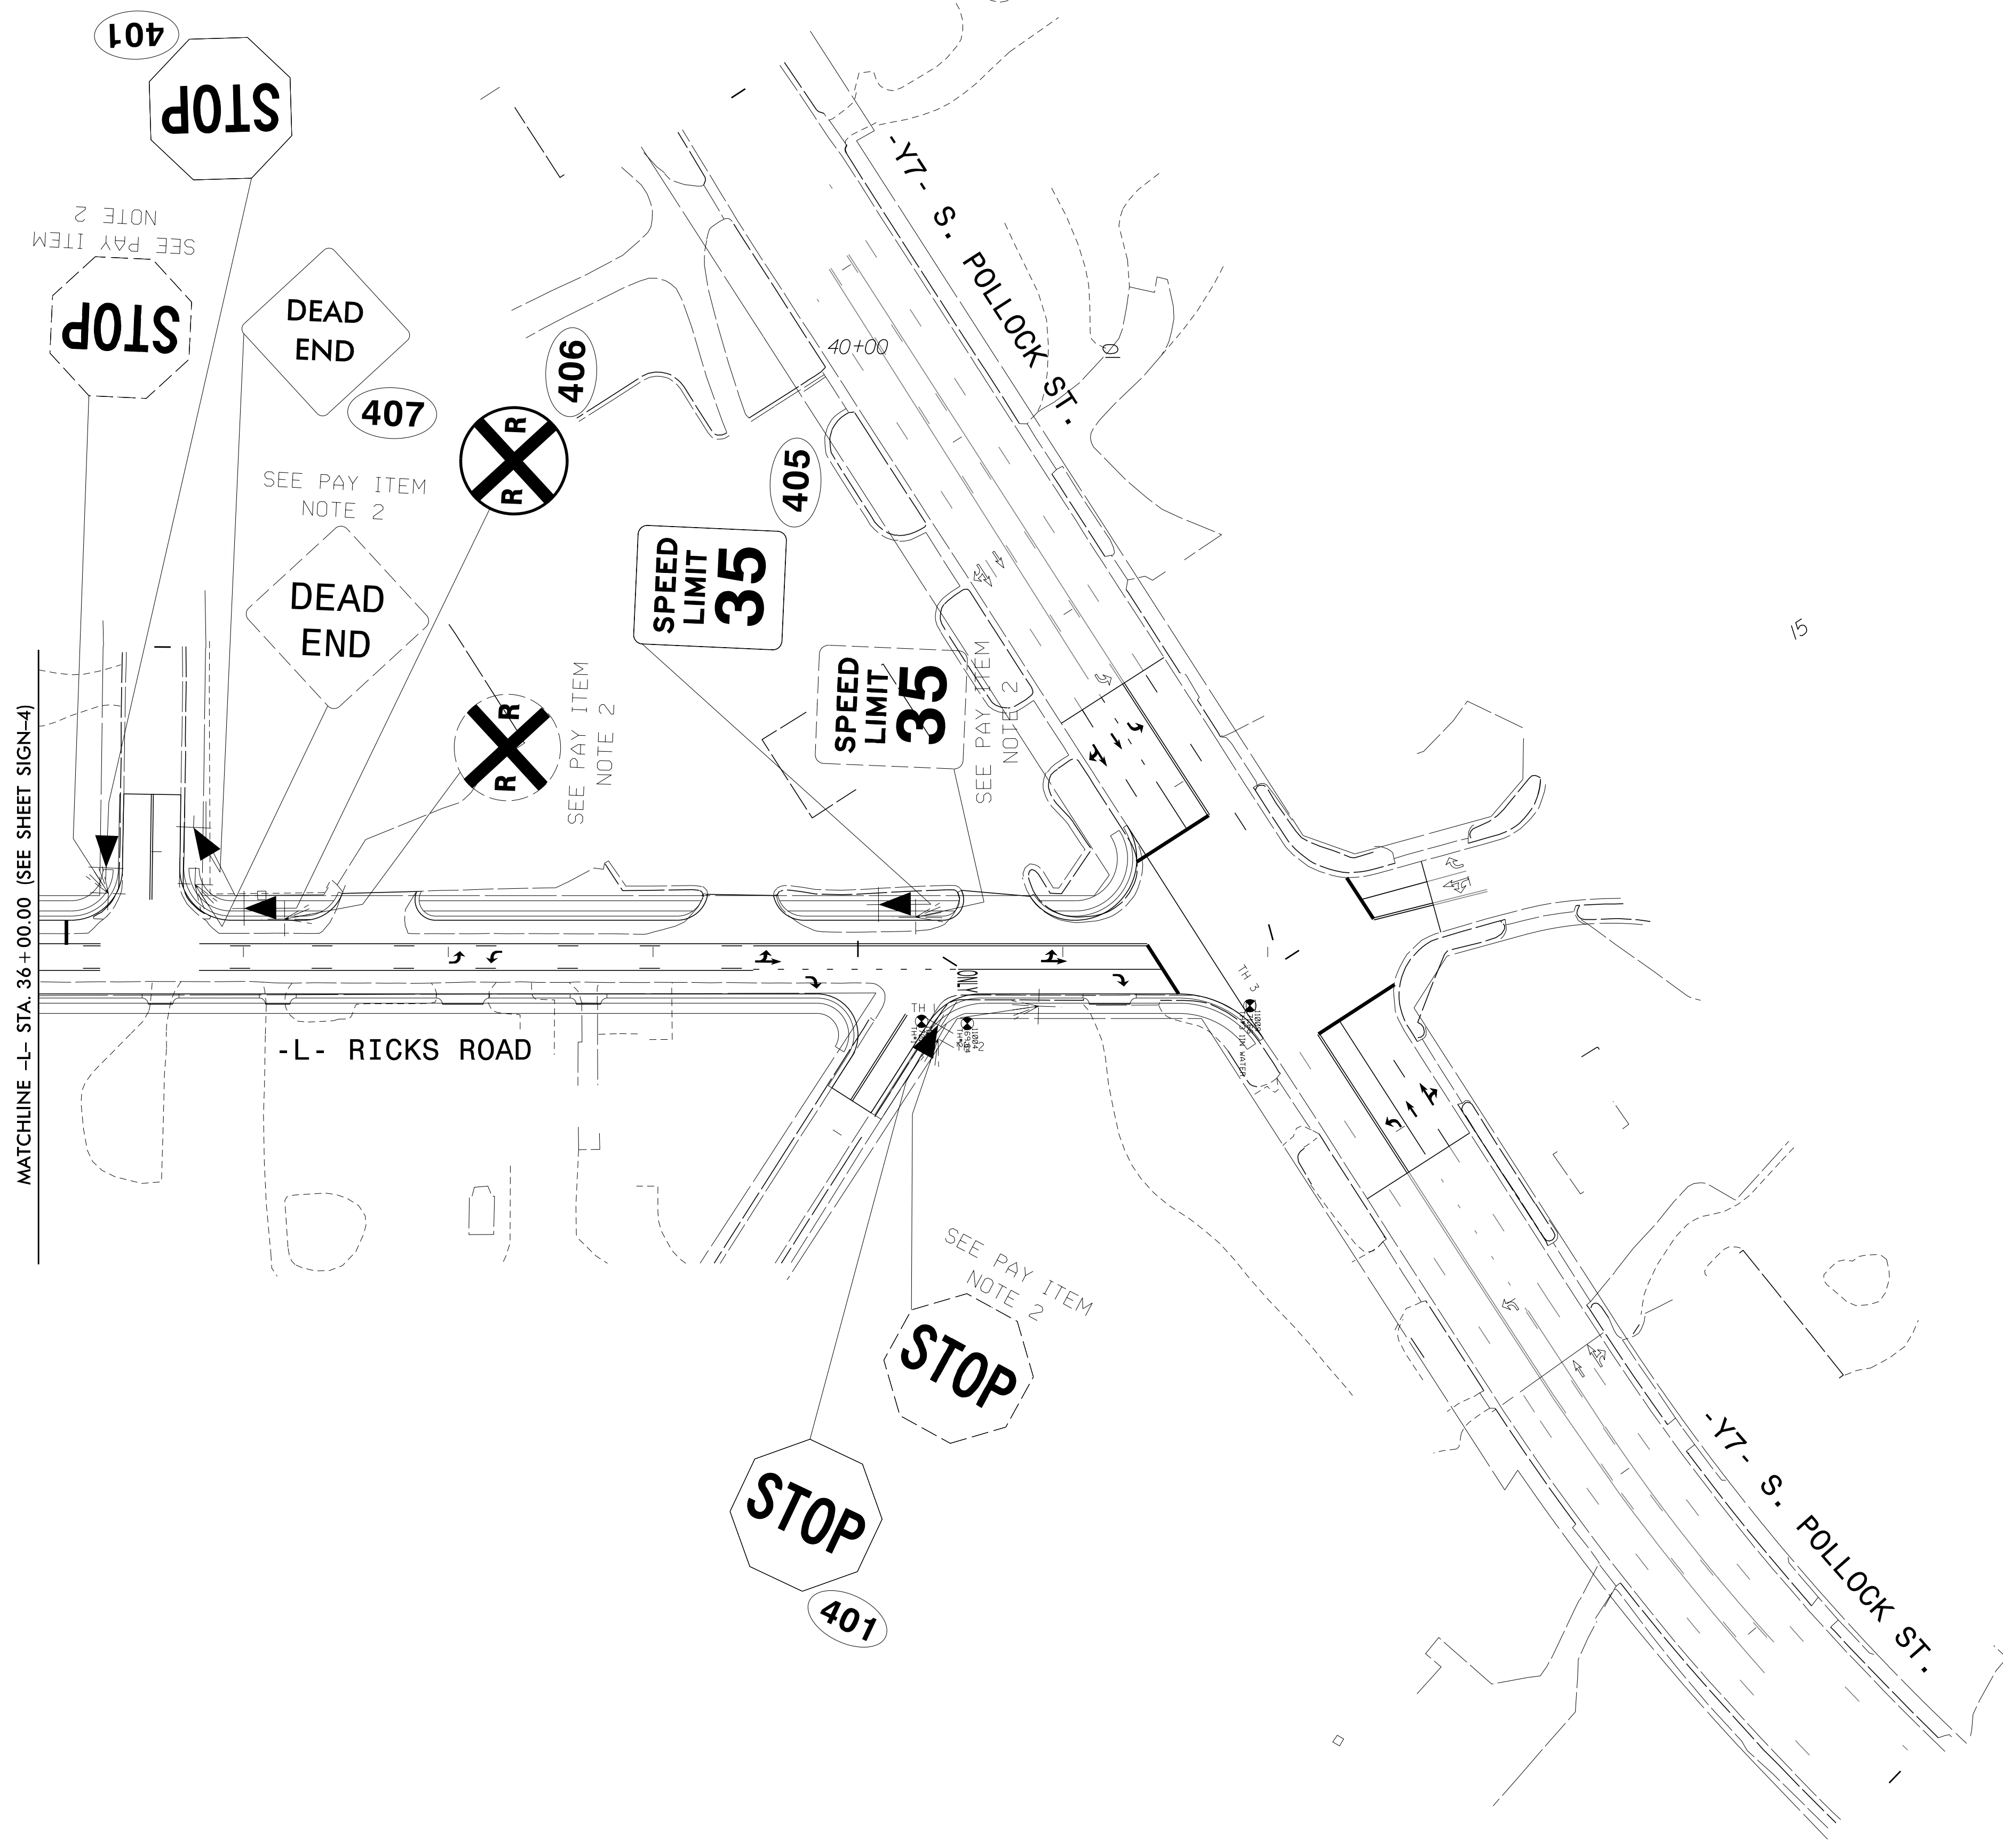 401
STOP
SEE PAY ITEM
NOTE 2
STOP
DEAD
END
407
R
R
406
SEE PAY ITEM
NOTE 2
DEAD
END
R
R
SEE PAY ITEM
NOTE 2
405
SPEED
LIMIT
35
SPEED
LIMIT
35
SEE PAY ITEM
NOTE 2
-Y7- S. POLLOCK ST.
40+00
15
MATCHLINE -L- STA. 36+00.00 (SEE SHEET SIGN-4)
-L- RICKS ROAD
ONLY
TH 1
TH 3
SEE PAY ITEM
NOTE 2
STOP
STOP
401
-Y7- S. POLLOCK ST.